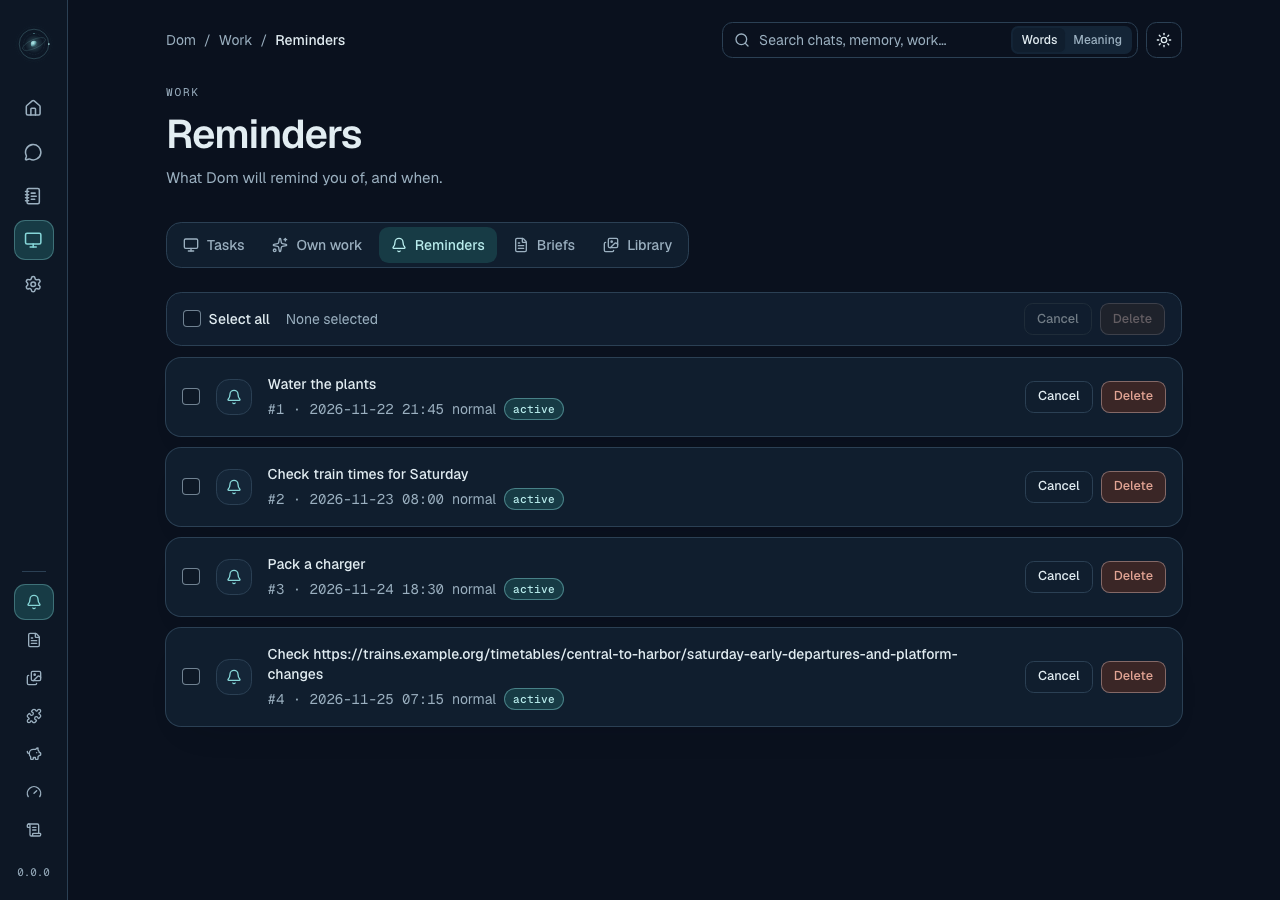 Dom / Work / Reminders
Search chats, memory, work…
Words Meaning
WORK
Reminders
What Dom will remind you of, and when.
Tasks Own work Reminders Briefs Library
Select all None selected Cancel Delete
Water the plants
#1 · 2026-11-22 21:45 normal active
Cancel Delete
Check train times for Saturday
#2 · 2026-11-23 08:00 normal active
Cancel Delete
Pack a charger
#3 · 2026-11-24 18:30 normal active
Cancel Delete
Check https://trains.example.org/timetables/central-to-harbor/saturday-early-departures-and-platform-
changes
#4 · 2026-11-25 07:15 normal active
Cancel Delete
0.0.0